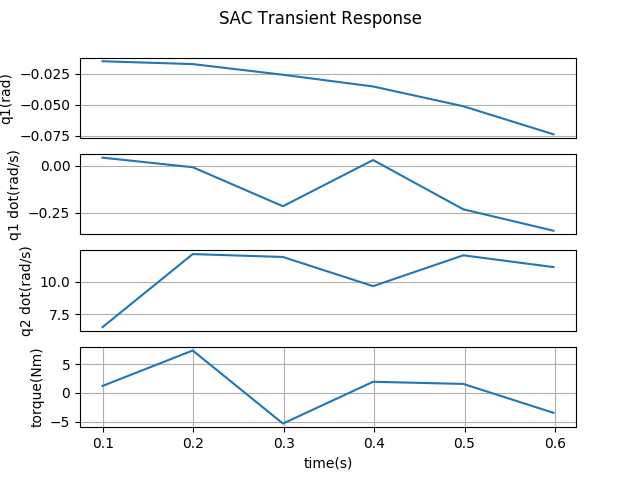 SAC Transient Response
q1(rad)
−0.025
−0.050
−0.075
q1 dot(rad/s)
0.00
−0.25
q2 dot(rad/s)
10.0
7.5
torque(Nm)
5
0
−5
0.1 0.2 0.3 0.4 0.5 0.6
time(s)